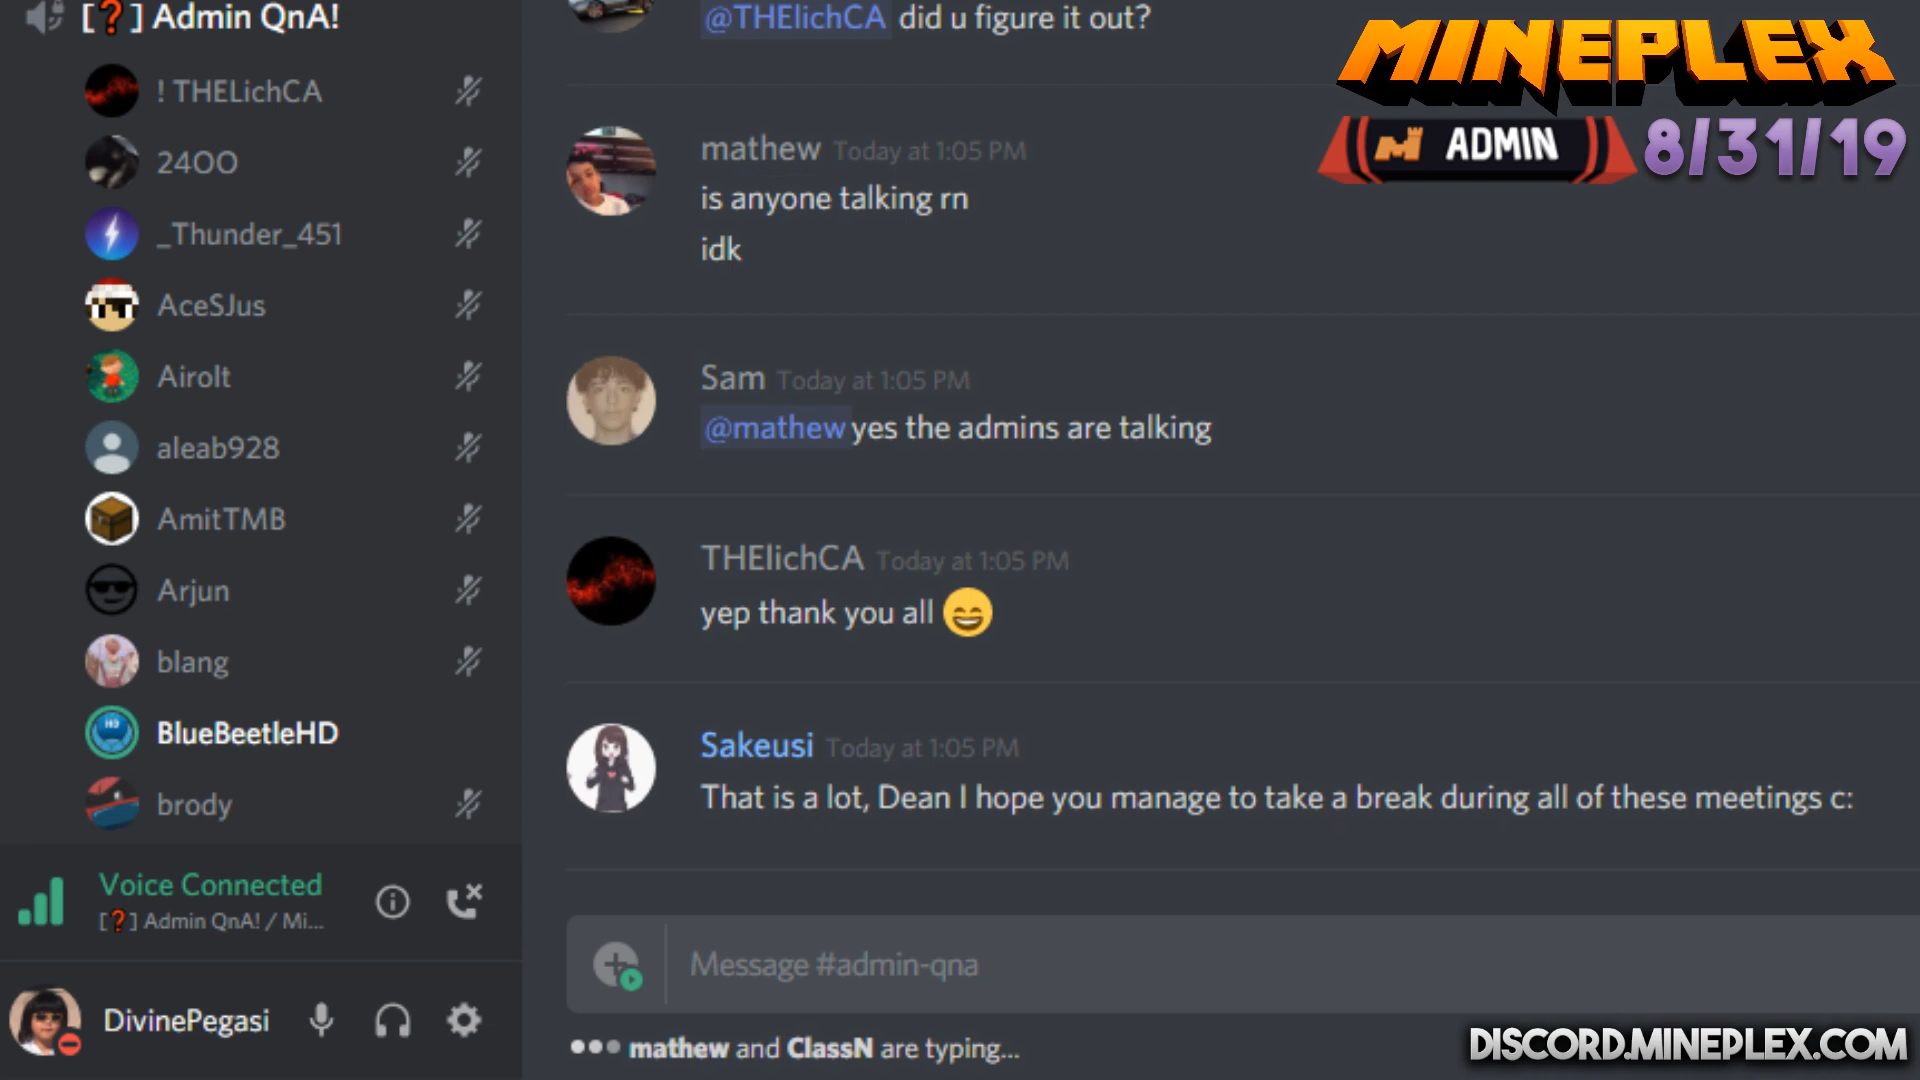 [❓] Admin QnA!
! THELichCA
24OO
_Thunder_451
AceSJus
Airolt
aleab928
AmitTMB
Arjun
blang
BlueBeetleHD
brody
Voice Connected
[❓] Admin QnA! / Mi...
DivinePegasi
@THElichCA did u figure it out?
mathew Today at 1:05 PM
is anyone talking rn
idk
Sam Today at 1:05 PM
@mathew yes the admins are talking
THElichCA Today at 1:05 PM
yep thank you all 😄
Sakeusi Today at 1:05 PM
That is a lot, Dean I hope you manage to take a break during all of these meetings c:
Message #admin-qna
mathew and ClassN are typing...
MINEPLEX
ADMIN 8/31/19
DISCORD.MINEPLEX.COM